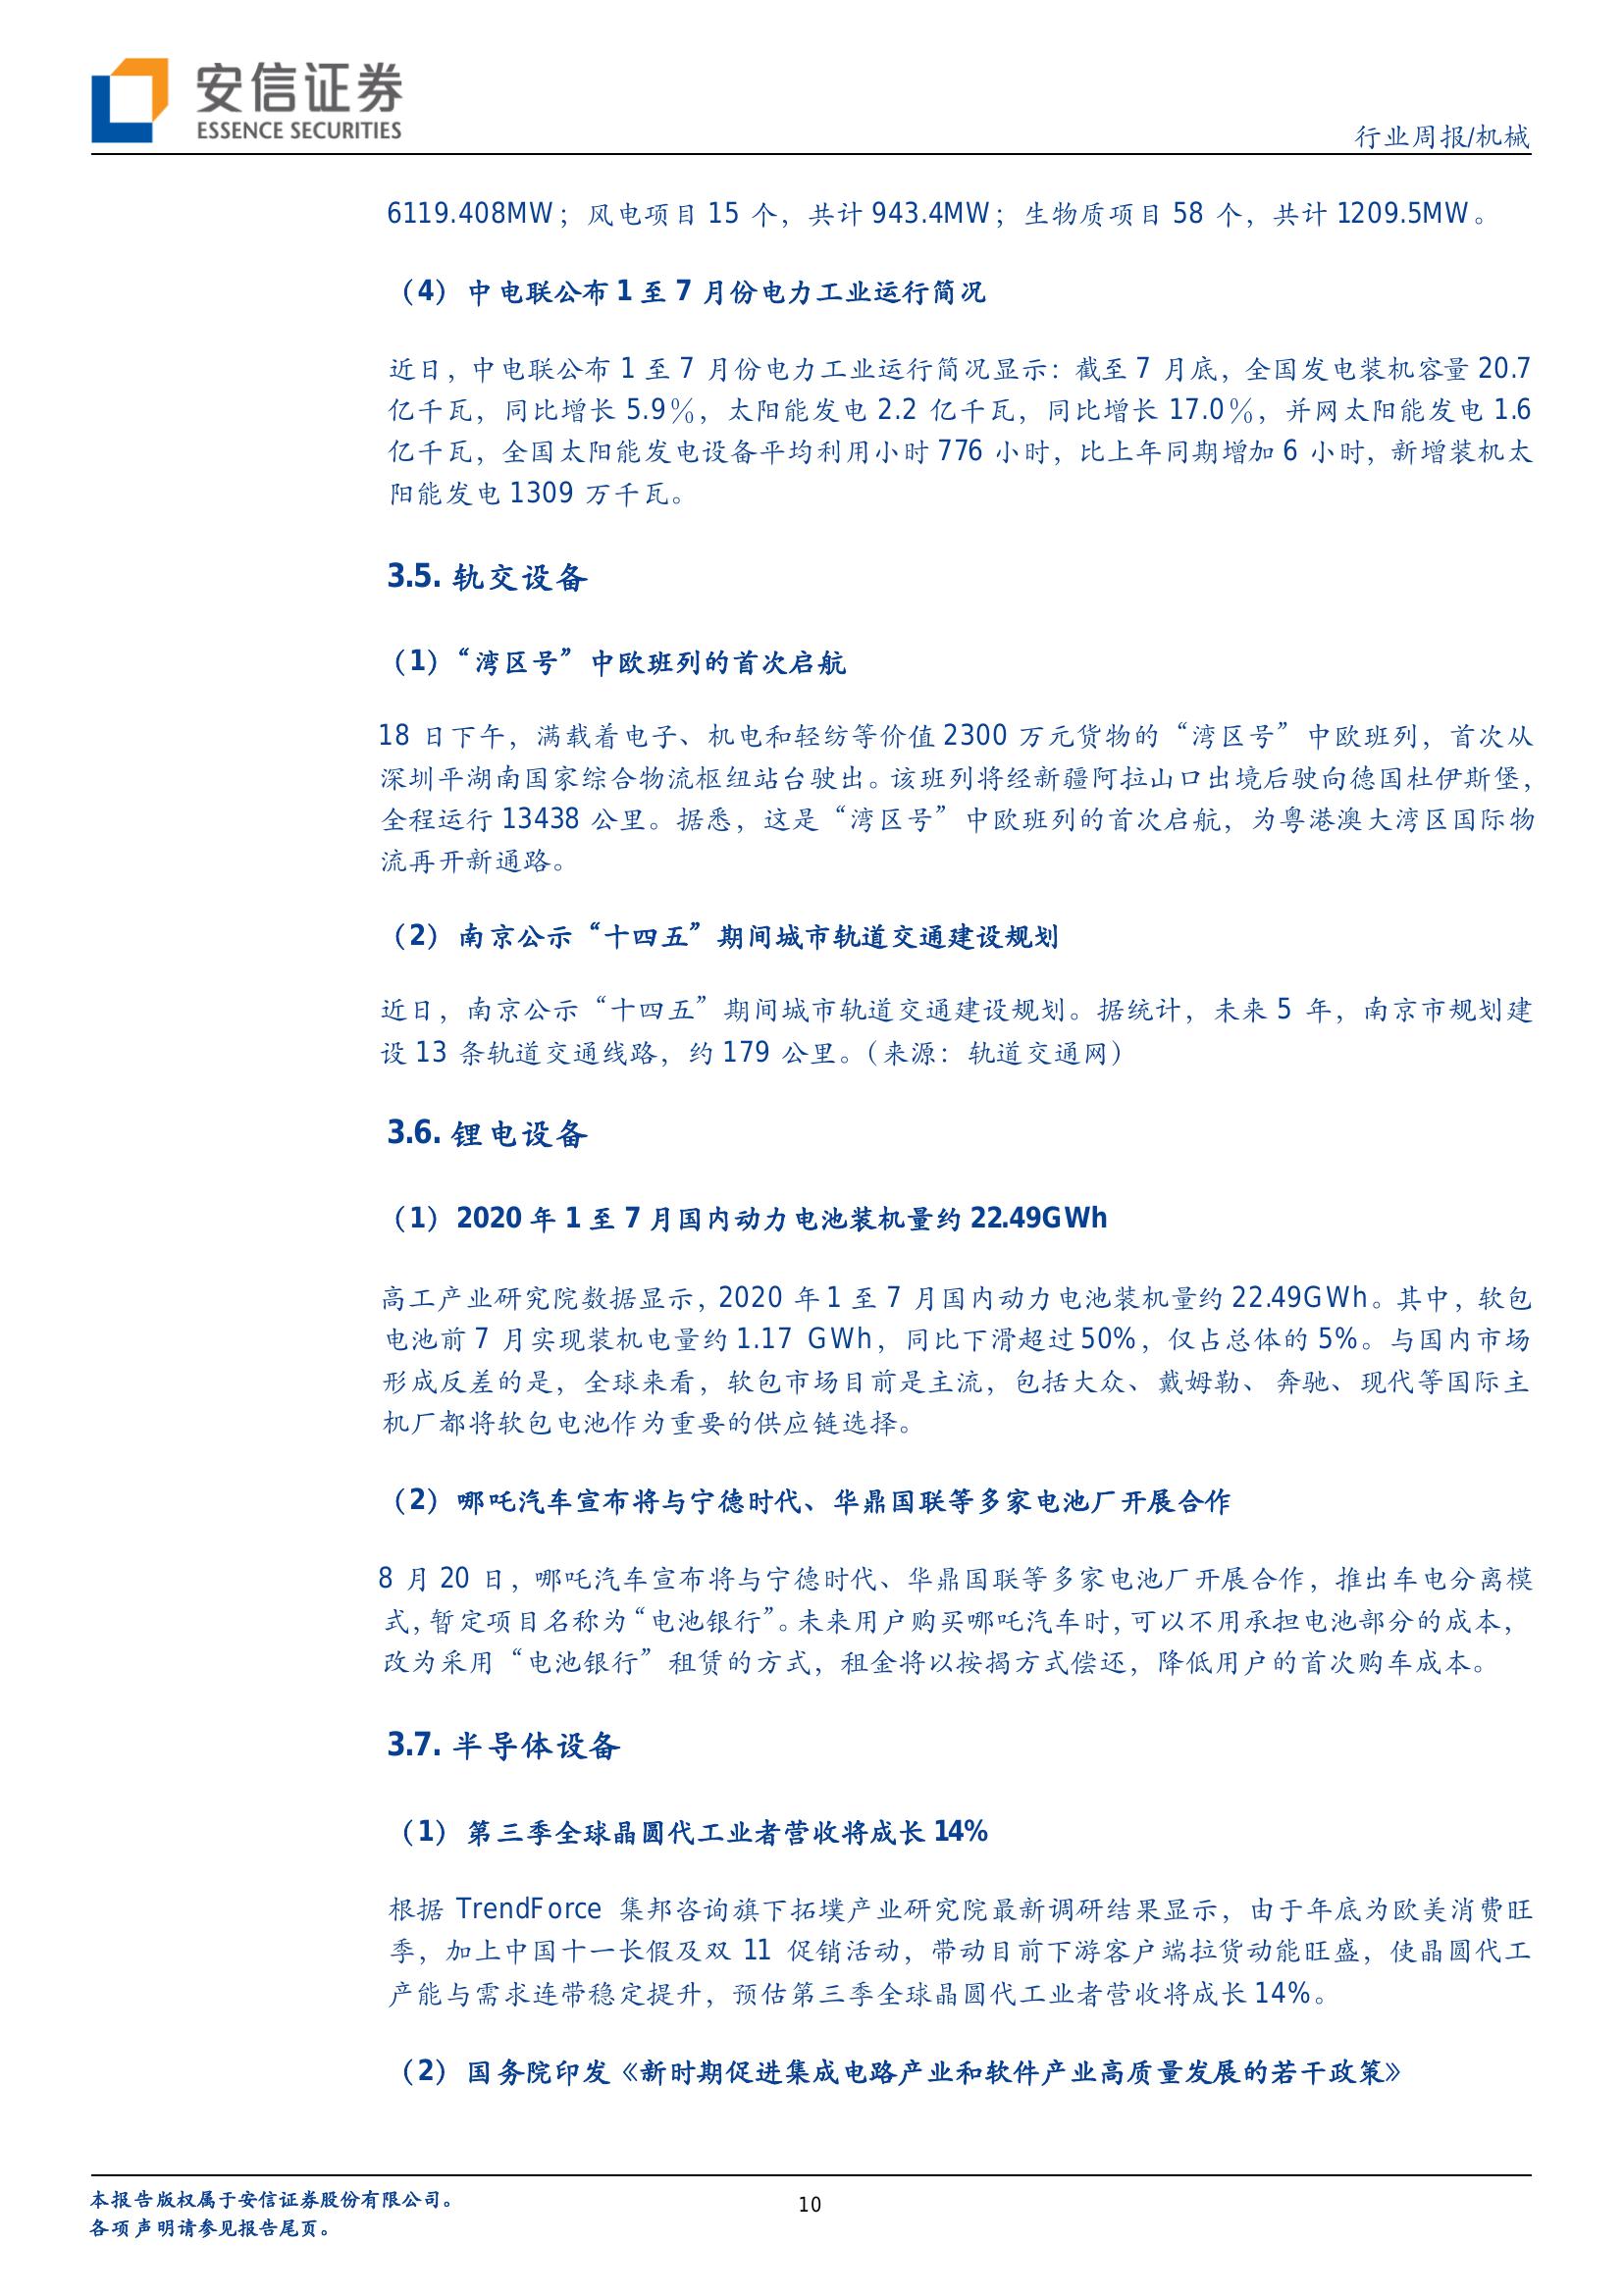 安信证券
ESSENCE SECURITIES
行业周报/机械
6119.408MW；风电项目 15 个，共计 943.4MW；生物质项目 58 个，共计 1209.5MW。
（4）中电联公布 1 至 7 月份电力工业运行简况
近日，中电联公布 1 至 7 月份电力工业运行简况显示：截至 7 月底，全国发电装机容量 20.7
亿千瓦，同比增长 5.9％，太阳能发电 2.2 亿千瓦，同比增长 17.0％，并网太阳能发电 1.6
亿千瓦，全国太阳能发电设备平均利用小时 776 小时，比上年同期增加 6 小时，新增装机太
阳能发电 1309 万千瓦。
3.5. 轨交设备
（1）“湾区号”中欧班列的首次启航
18 日下午，满载着电子、机电和轻纺等价值 2300 万元货物的“湾区号”中欧班列，首次从
深圳平湖南国家综合物流枢纽站台驶出。该班列将经新疆阿拉山口出境后驶向德国杜伊斯堡，
全程运行 13438 公里。据悉，这是“湾区号”中欧班列的首次启航，为粤港澳大湾区国际物
流再开新通路。
（2）南京公示“十四五”期间城市轨道交通建设规划
近日，南京公示“十四五”期间城市轨道交通建设规划。据统计，未来 5 年，南京市规划建
设 13 条轨道交通线路，约 179 公里。（来源：轨道交通网）
3.6. 锂电设备
（1）2020 年 1 至 7 月国内动力电池装机量约 22.49GWh
高工产业研究院数据显示，2020 年 1 至 7 月国内动力电池装机量约 22.49GWh。其中，软包
电池前 7 月实现装机电量约 1.17 GWh，同比下滑超过 50%，仅占总体的 5%。与国内市场
形成反差的是，全球来看，软包市场目前是主流，包括大众、戴姆勒、奔驰、现代等国际主
机厂都将软包电池作为重要的供应链选择。
（2）哪吒汽车宣布将与宁德时代、华鼎国联等多家电池厂开展合作
8 月 20 日，哪吒汽车宣布将与宁德时代、华鼎国联等多家电池厂开展合作，推出车电分离模
式，暂定项目名称为“电池银行”。未来用户购买哪吒汽车时，可以不用承担电池部分的成本，
改为采用“电池银行”租赁的方式，租金将以按揭方式偿还，降低用户的首次购车成本。
3.7. 半导体设备
（1）第三季全球晶圆代工业者营收将成长 14%
根据 TrendForce 集邦咨询旗下拓墣产业研究院最新调研结果显示，由于年底为欧美消费旺
季，加上中国十一长假及双 11 促销活动，带动目前下游客户端拉货动能旺盛，使晶圆代工
产能与需求连带稳定提升，预估第三季全球晶圆代工业者营收将成长 14%。
（2）国务院印发《新时期促进集成电路产业和软件产业高质量发展的若干政策》
本报告版权属于安信证券股份有限公司。
10
各项声明请参见报告尾页。